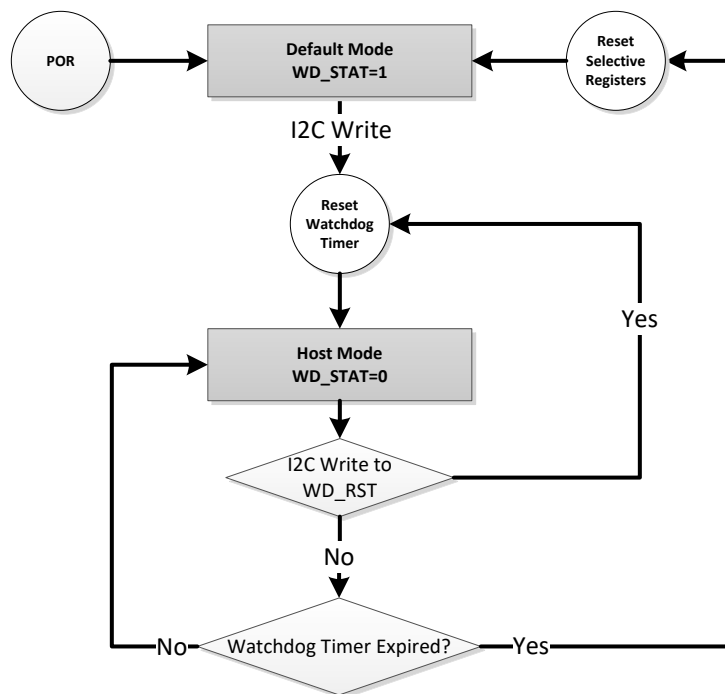 POR
Default Mode
WD_STAT=1
Reset
Selective
Registers
I2C Write
Reset
Watchdog
Timer
Yes
Host Mode
WD_STAT=0
I2C Write to
WD_RST
No
No
Watchdog Timer Expired?
Yes